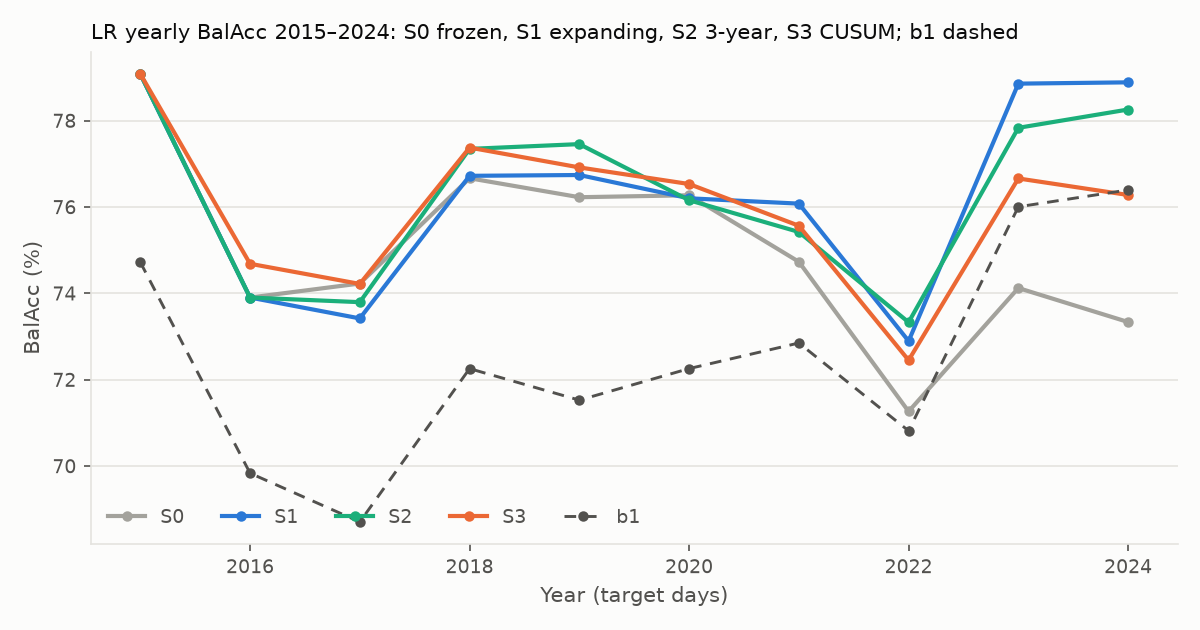 LR yearly BalAcc 2015–2024: S0 frozen, S1 expanding, S2 3-year, S3 CUSUM; b1 dashed
BalAcc (%)
78
76
74
72
70
S0 S1 S2 S3 b1
2016 2018 2020 2022 2024
Year (target days)